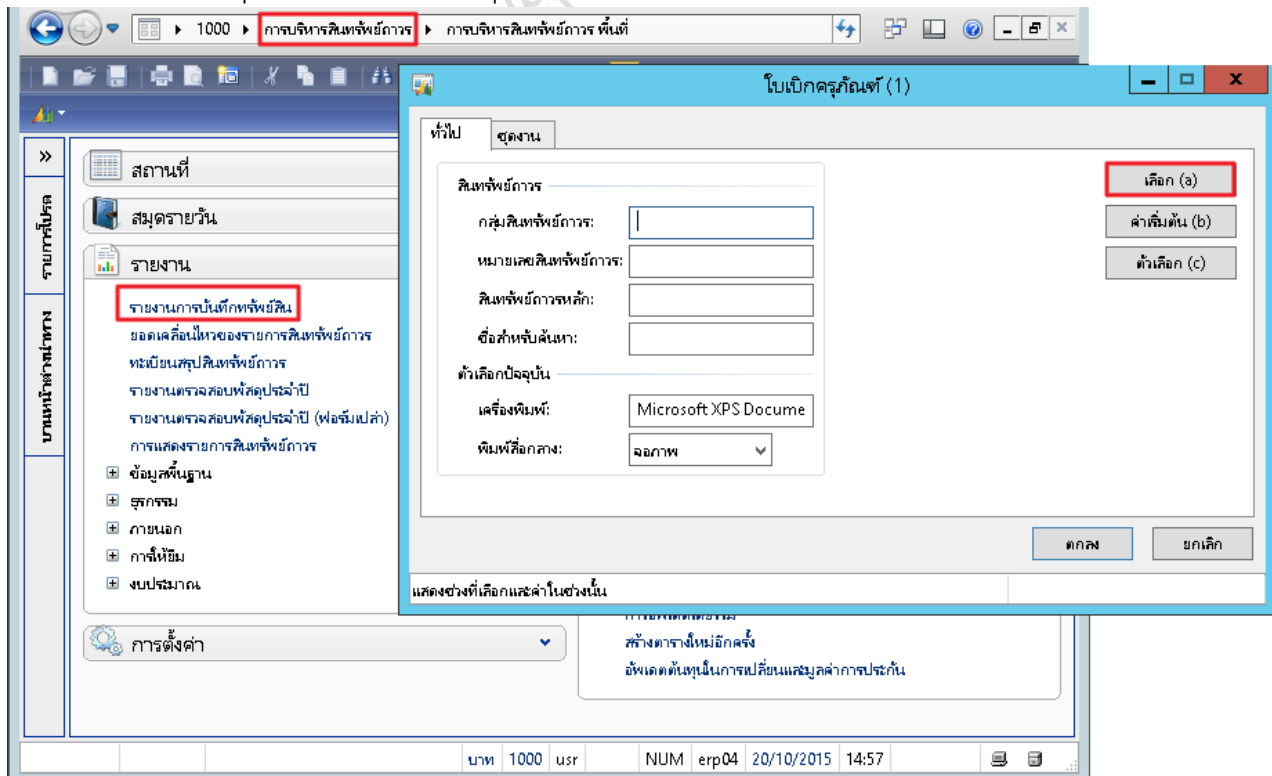 1000 การบริหารสินทรัพย์ถาวร การบริหารสินทรัพย์ถาวร พื้นที่
ใบเบิกครุภัณฑ์ (1)
รายการโปรด
บานหน้าต่างนำทาง
สถานที่
สมุดรายวัน
รายงาน
รายงานการบันทึกทรัพย์สิน
ยอดเคลื่อนไหวของรายการสินทรัพย์ถาวร
ทะเบียนสรุปสินทรัพย์ถาวร
รายงานตรวจสอบพัสดุประจำปี
รายงานตรวจสอบพัสดุประจำปี (ฟอร์มเปล่า)
การแสดงรายการสินทรัพย์ถาวร
ข้อมูลพื้นฐาน
ธุรกรรม
ภายนอก
การให้ยืม
งบประมาณ
การตั้งค่า
ทั่วไป ชุดงาน
สินทรัพย์ถาวร
กลุ่มสินทรัพย์ถาวร:
หมายเลขสินทรัพย์ถาวร:
สินทรัพย์ถาวรหลัก:
ชื่อสำหรับค้นหา:
ตัวเลือกปัจจุบัน
เครื่องพิมพ์: Microsoft XPS Docume
พิมพ์สื่อกลาง: จอภาพ
เลือก (a)
ค่าเริ่มต้น (b)
ตัวเลือก (c)
ตกลง ยกเลิก
แสดงช่วงที่เลือกและค่าในช่วงนั้น
สร้างตารางใหม่อีกครั้ง
อัพเดตต้นทุนในการเปลี่ยนและมูลค่าการประกัน
บาท 1000 usr NUM erp04 20/10/2015 14:57